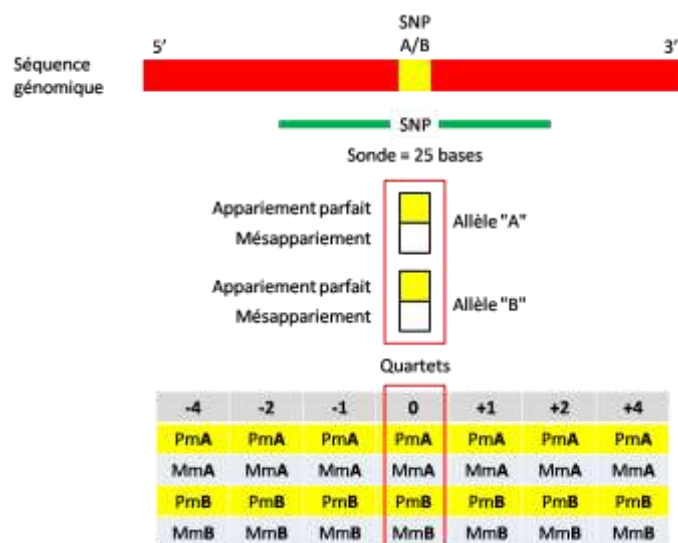 SNP
A/B
5’ 3’
Séquence
génomique
SNP
Sonde = 25 bases
Appariement parfait
Mésappariement
Allèle "A"
Appariement parfait
Mésappariement
Allèle "B"
Quartets
-4 -2 -1 0 +1 +2 +4
PmA PmA PmA PmA PmA PmA PmA
MmA MmA MmA MmA MmA MmA MmA
PmB PmB PmB PmB PmB PmB PmB
MmB MmB MmB MmB MmB MmB MmB